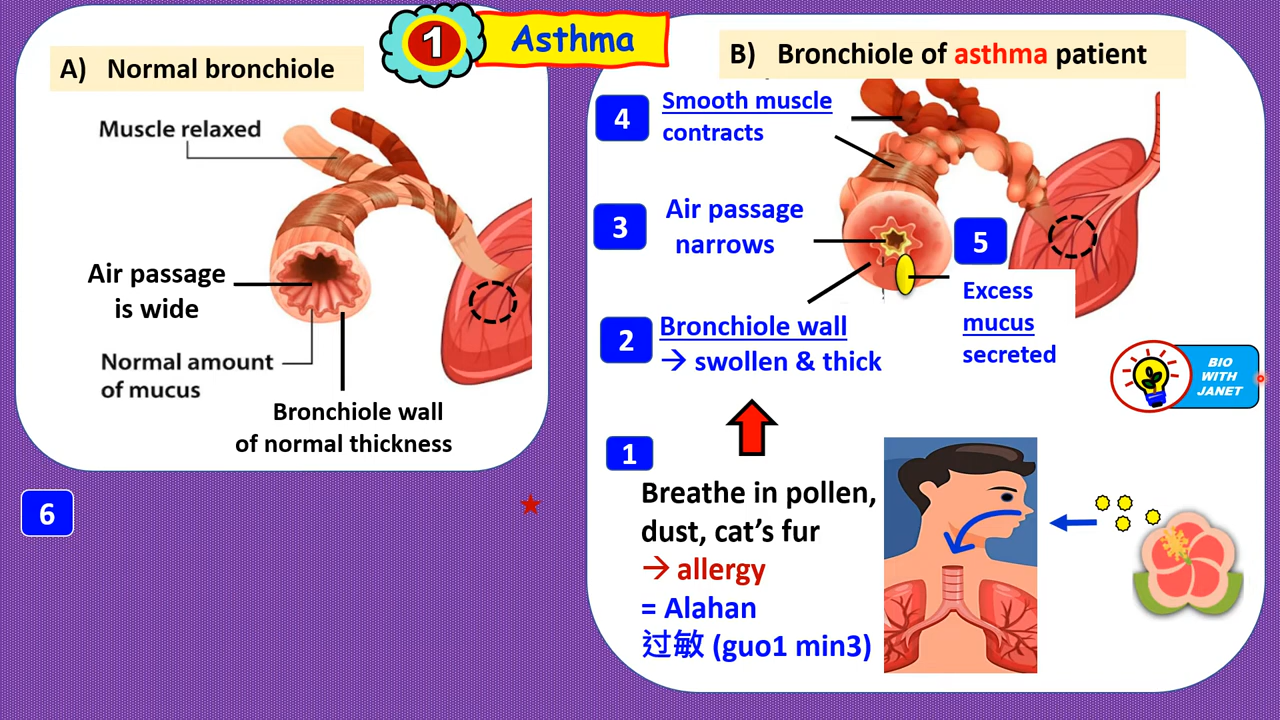 1
Asthma
A) Normal bronchiole
Muscle relaxed
Air passage
is wide
Normal amount
of mucus
Bronchiole wall
of normal thickness
6
B) Bronchiole of asthma patient
4
Smooth muscle
contracts
3
Air passage
narrows
5
Excess
mucus
secreted
2
Bronchiole wall
→ swollen & thick
1
Breathe in pollen,
dust, cat’s fur
→ allergy
= Alahan
过敏 (guo1 min3)
BIO
WITH
JANET